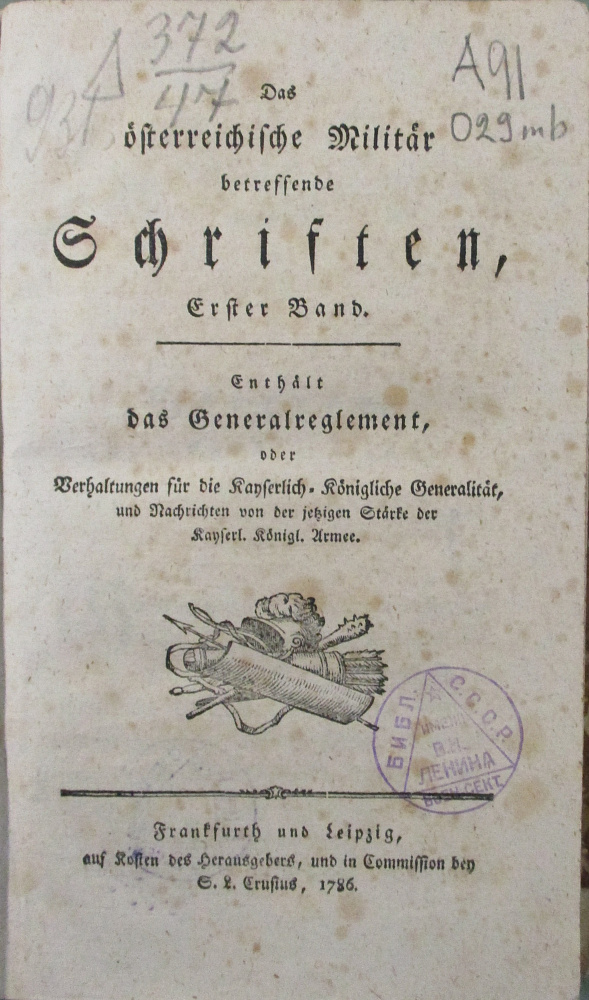 372
47
A91
029mb
Das
österreichische Militär
betreffende
Schriften,
Erster Band.
Enthält
das Generalreglement,
oder
Verhaltungen für die Kayserlich-Königliche Generalität,
und Nachrichten von der jetzigen Stärke der
Kayserl. Königl. Armee.
БИБЛ. С.С.С.Р.
В.И.
ЛЕНИНА
Frankfurth und Leipzig,
auf Kosten des Herausgebers, und in Commission bey
S. L. Crusius, 1786.